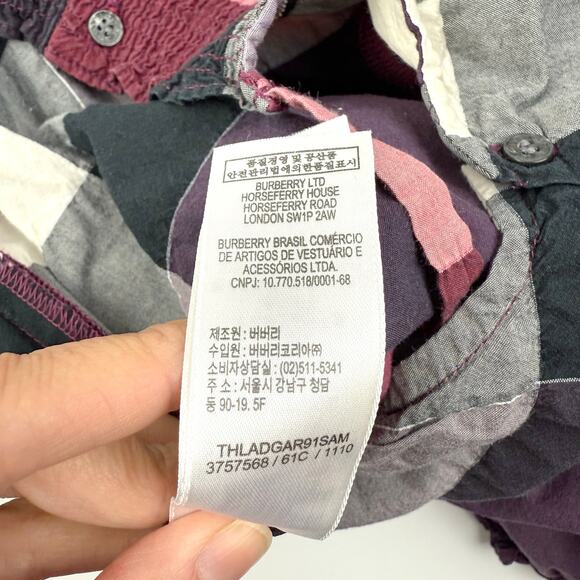 품질경영 및 공산품
안전관리법에의한품질표시
BURBERRY LTD
HORSEFERRY HOUSE
HORSEFERRY ROAD
LONDON SW1P 2AW
BURBERRY BRASIL COMÉRCIO
DE ARTIGOS DE VESTUÁRIO E
ACESSÓRIOS LTDA.
CNPJ: 10.770.518/0001-68
제조원 : 버버리
수입원 : 버버리코리아㈜
소비자상담실 : (02)511-5341
주소 : 서울시 강남구 청담
동 90-19. 5F
THLADGAR91SAM
3757568 / 61C / 1110